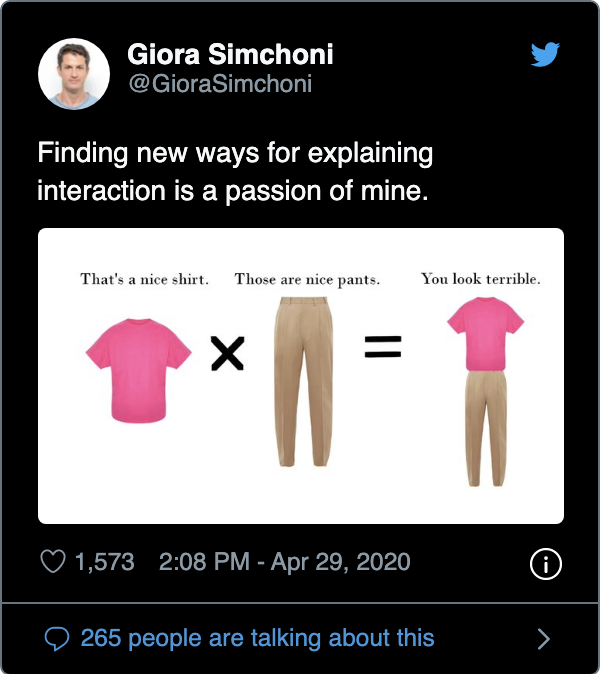 Giora Simchoni
@GioraSimchoni
Finding new ways for explaining
interaction is a passion of mine.
That's a nice shirt. Those are nice pants. You look terrible.
1,573 2:08 PM - Apr 29, 2020
265 people are talking about this